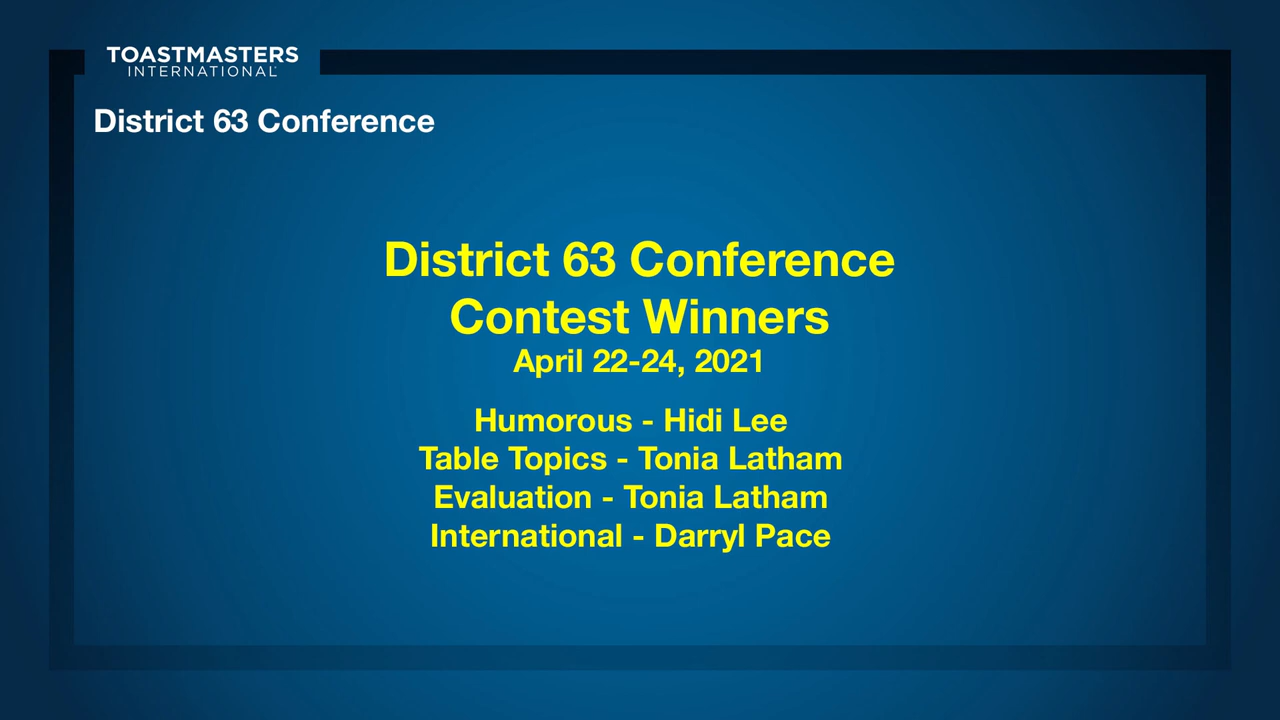 TOASTMASTERS
INTERNATIONAL
District 63 Conference
District 63 Conference
Contest Winners
April 22-24, 2021
Humorous - Hidi Lee
Table Topics - Tonia Latham
Evaluation - Tonia Latham
International - Darryl Pace